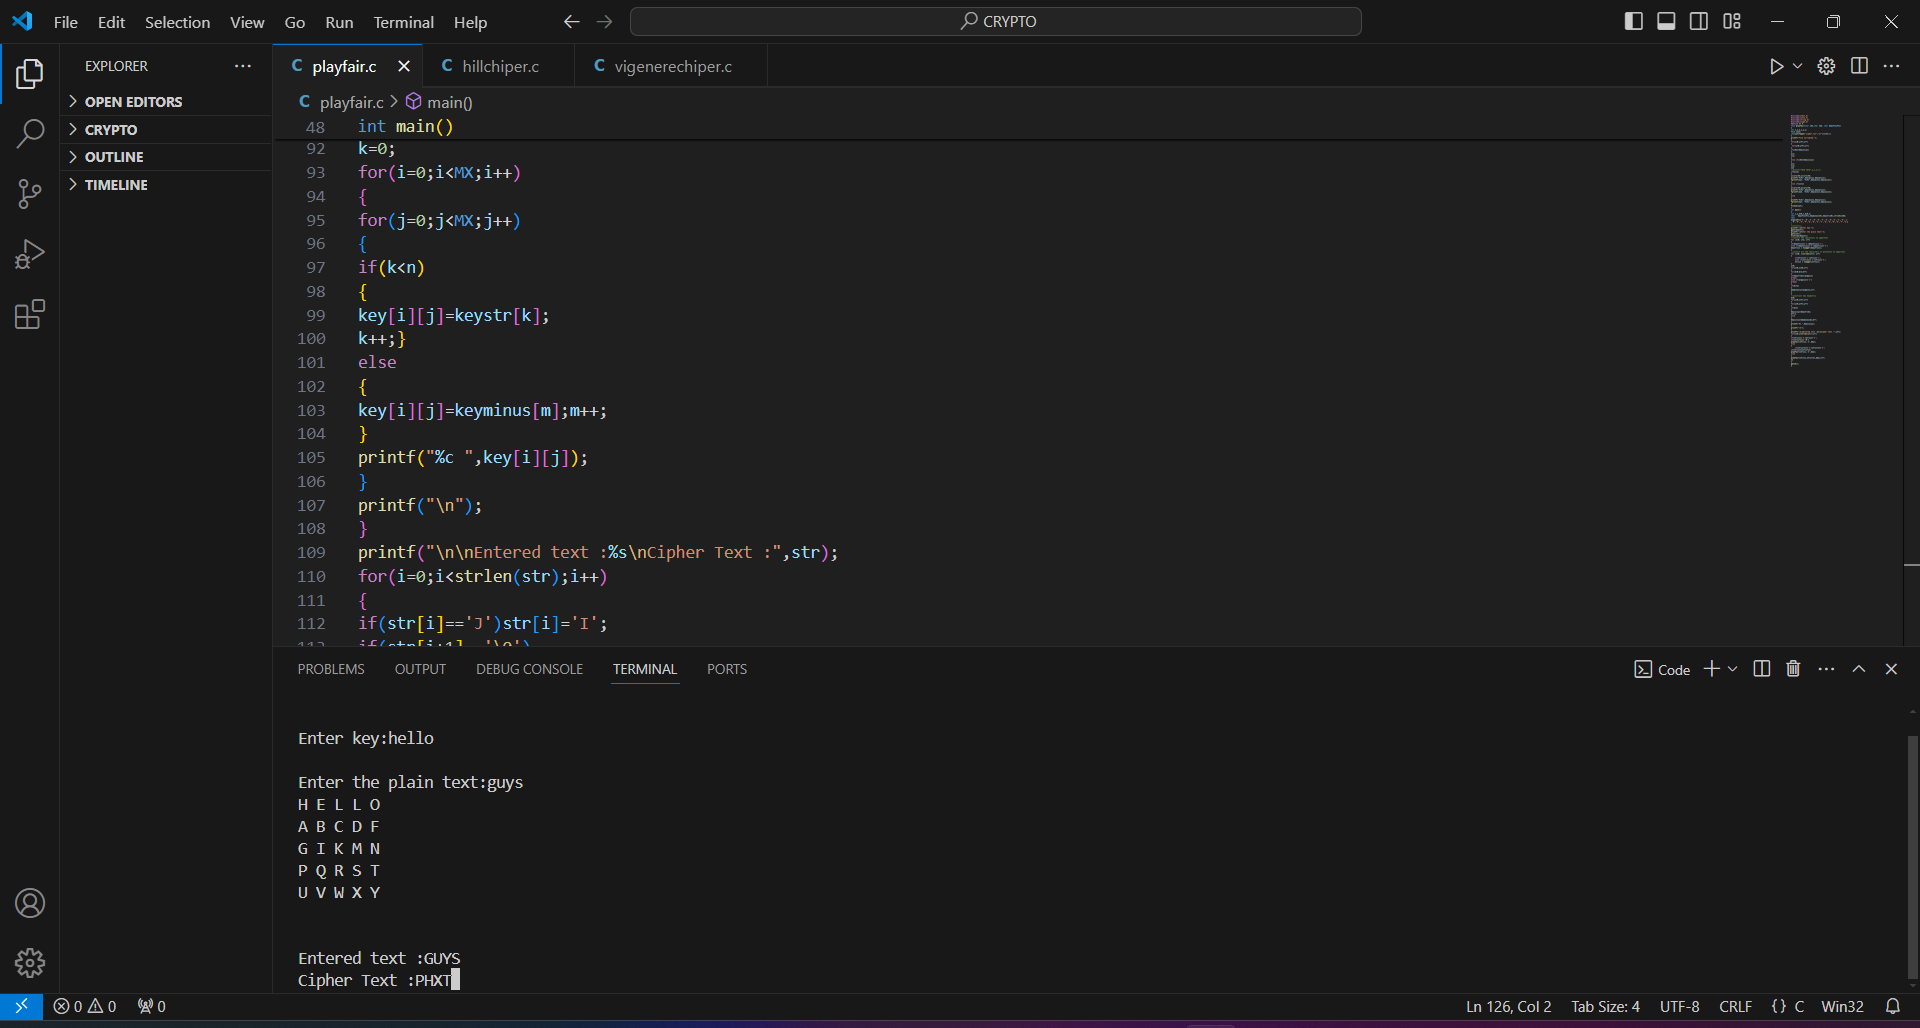 File Edit Selection View Go Run Terminal Help
CRYPTO
EXPLORER
OPEN EDITORS
CRYPTO
OUTLINE
TIMELINE
C playfair.c
C hillchiper.c
C vigenerechiper.c
C playfair.c > main()
48 int main()
92 k=0;
93 for(i=0;i<MX;i++)
94 {
95 for(j=0;j<MX;j++)
96 {
97 if(k<n)
98 {
99 key[i][j]=keystr[k];
100 k++;}
101 else
102 {
103 key[i][j]=keyminus[m];m++;
104 }
105 printf("%c ",key[i][j]);
106 }
107 printf("\n");
108 }
109 printf("\n\nEntered text :%s\nCipher Text :",str);
110 for(i=0;i<strlen(str);i++)
111 {
112 if(str[i]=='J')str[i]='I';
PROBLEMS OUTPUT DEBUG CONSOLE TERMINAL PORTS
Code
Enter key:hello
Enter the plain text:guys
H E L L O
A B C D F
G I K M N
P Q R S T
U V W X Y
Entered text :GUYS
Cipher Text :PHXT
0 0 0
Ln 126, Col 2 Tab Size: 4 UTF-8 CRLF {} C Win32